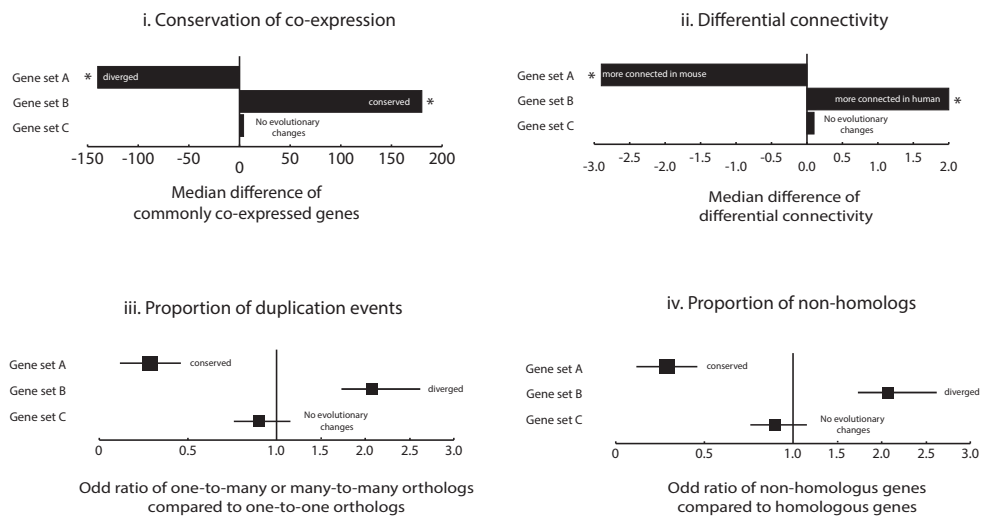 i. Conservation of co-expression
Gene set A
*
diverged
Gene set B
conserved
*
Gene set C
No evolutionary
changes
-150 -100 -50 0 50 100 150 200
Median difference of
commonly co-expressed genes
ii. Differential connectivity
Gene set A
*
more connected in mouse
Gene set B
more connected in human
*
Gene set C
No evolutionary
changes
-3.0 -2.5 -2.0 -1.5 -1.0 -0.5 0.0 0.5 1.0 1.5 2.0
Median difference of
differential connectivity
iii. Proportion of duplication events
Gene set A
conserved
Gene set B
diverged
Gene set C
No evolutionary
changes
0 0.5 1.0 1.5 2.0 3.0
Odd ratio of one-to-many or many-to-many orthologs
compared to one-to-one orthologs
iv. Proportion of non-homologs
Gene set A
conserved
Gene set B
diverged
Gene set C
No evolutionary
changes
0 0.5 1.0 2.0 3.0
Odd ratio of non-homologus genes
compared to homologous genes